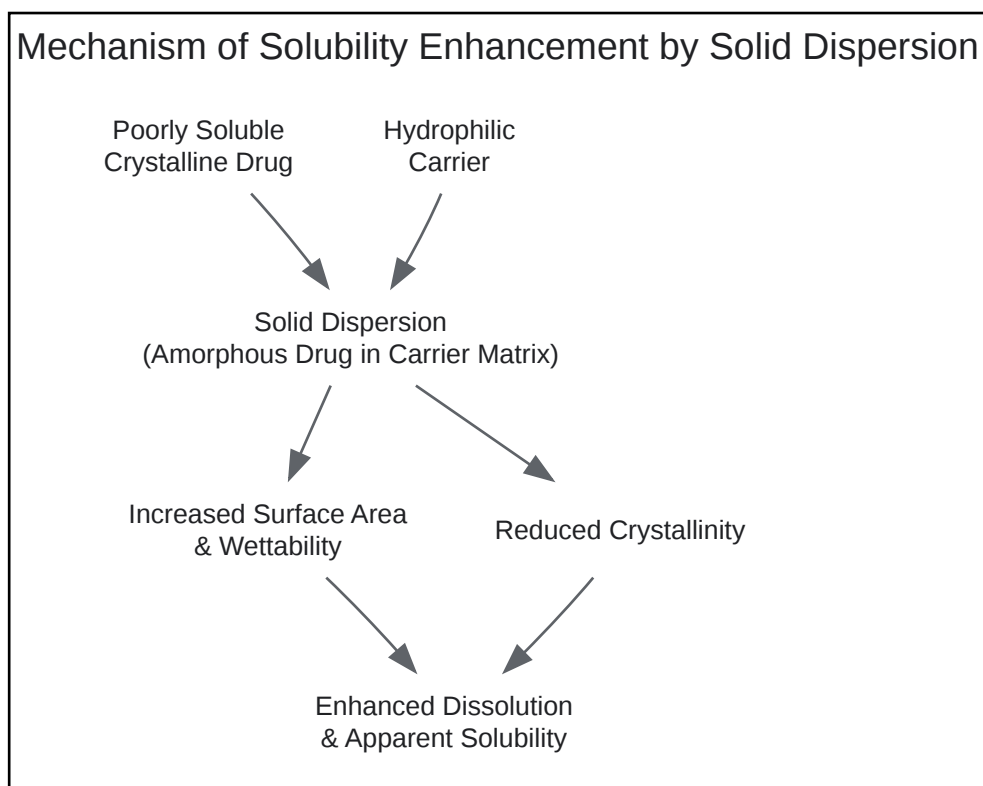 Mechanism of Solubility Enhancement by Solid Dispersion
Poorly Soluble
Crystalline Drug
Hydrophilic
Carrier
Solid Dispersion
(Amorphous Drug in Carrier Matrix)
Increased Surface Area
& Wettability
Reduced Crystallinity
Enhanced Dissolution
& Apparent Solubility